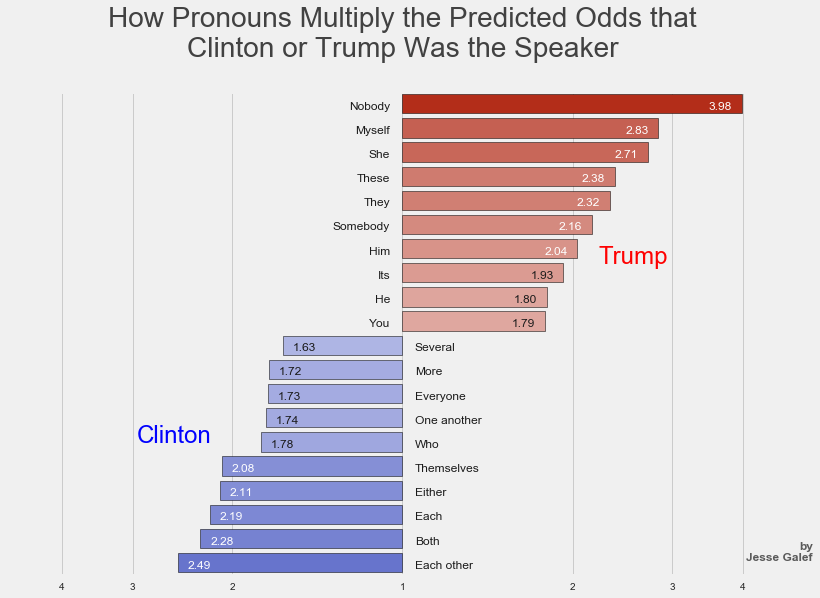 How Pronouns Multiply the Predicted Odds that
Clinton or Trump Was the Speaker
Nobody 3.98
Myself 2.83
She 2.71
These 2.38
They 2.32
Somebody 2.16
Him 2.04
Trump
Its 1.93
He 1.80
You 1.79
1.63 Several
1.72 More
1.73 Everyone
1.74 One another
Clinton
1.78 Who
2.08 Themselves
2.11 Either
2.19 Each
2.28 Both
2.49 Each other
by
Jesse Galef
4 3 2 1 2 3 4